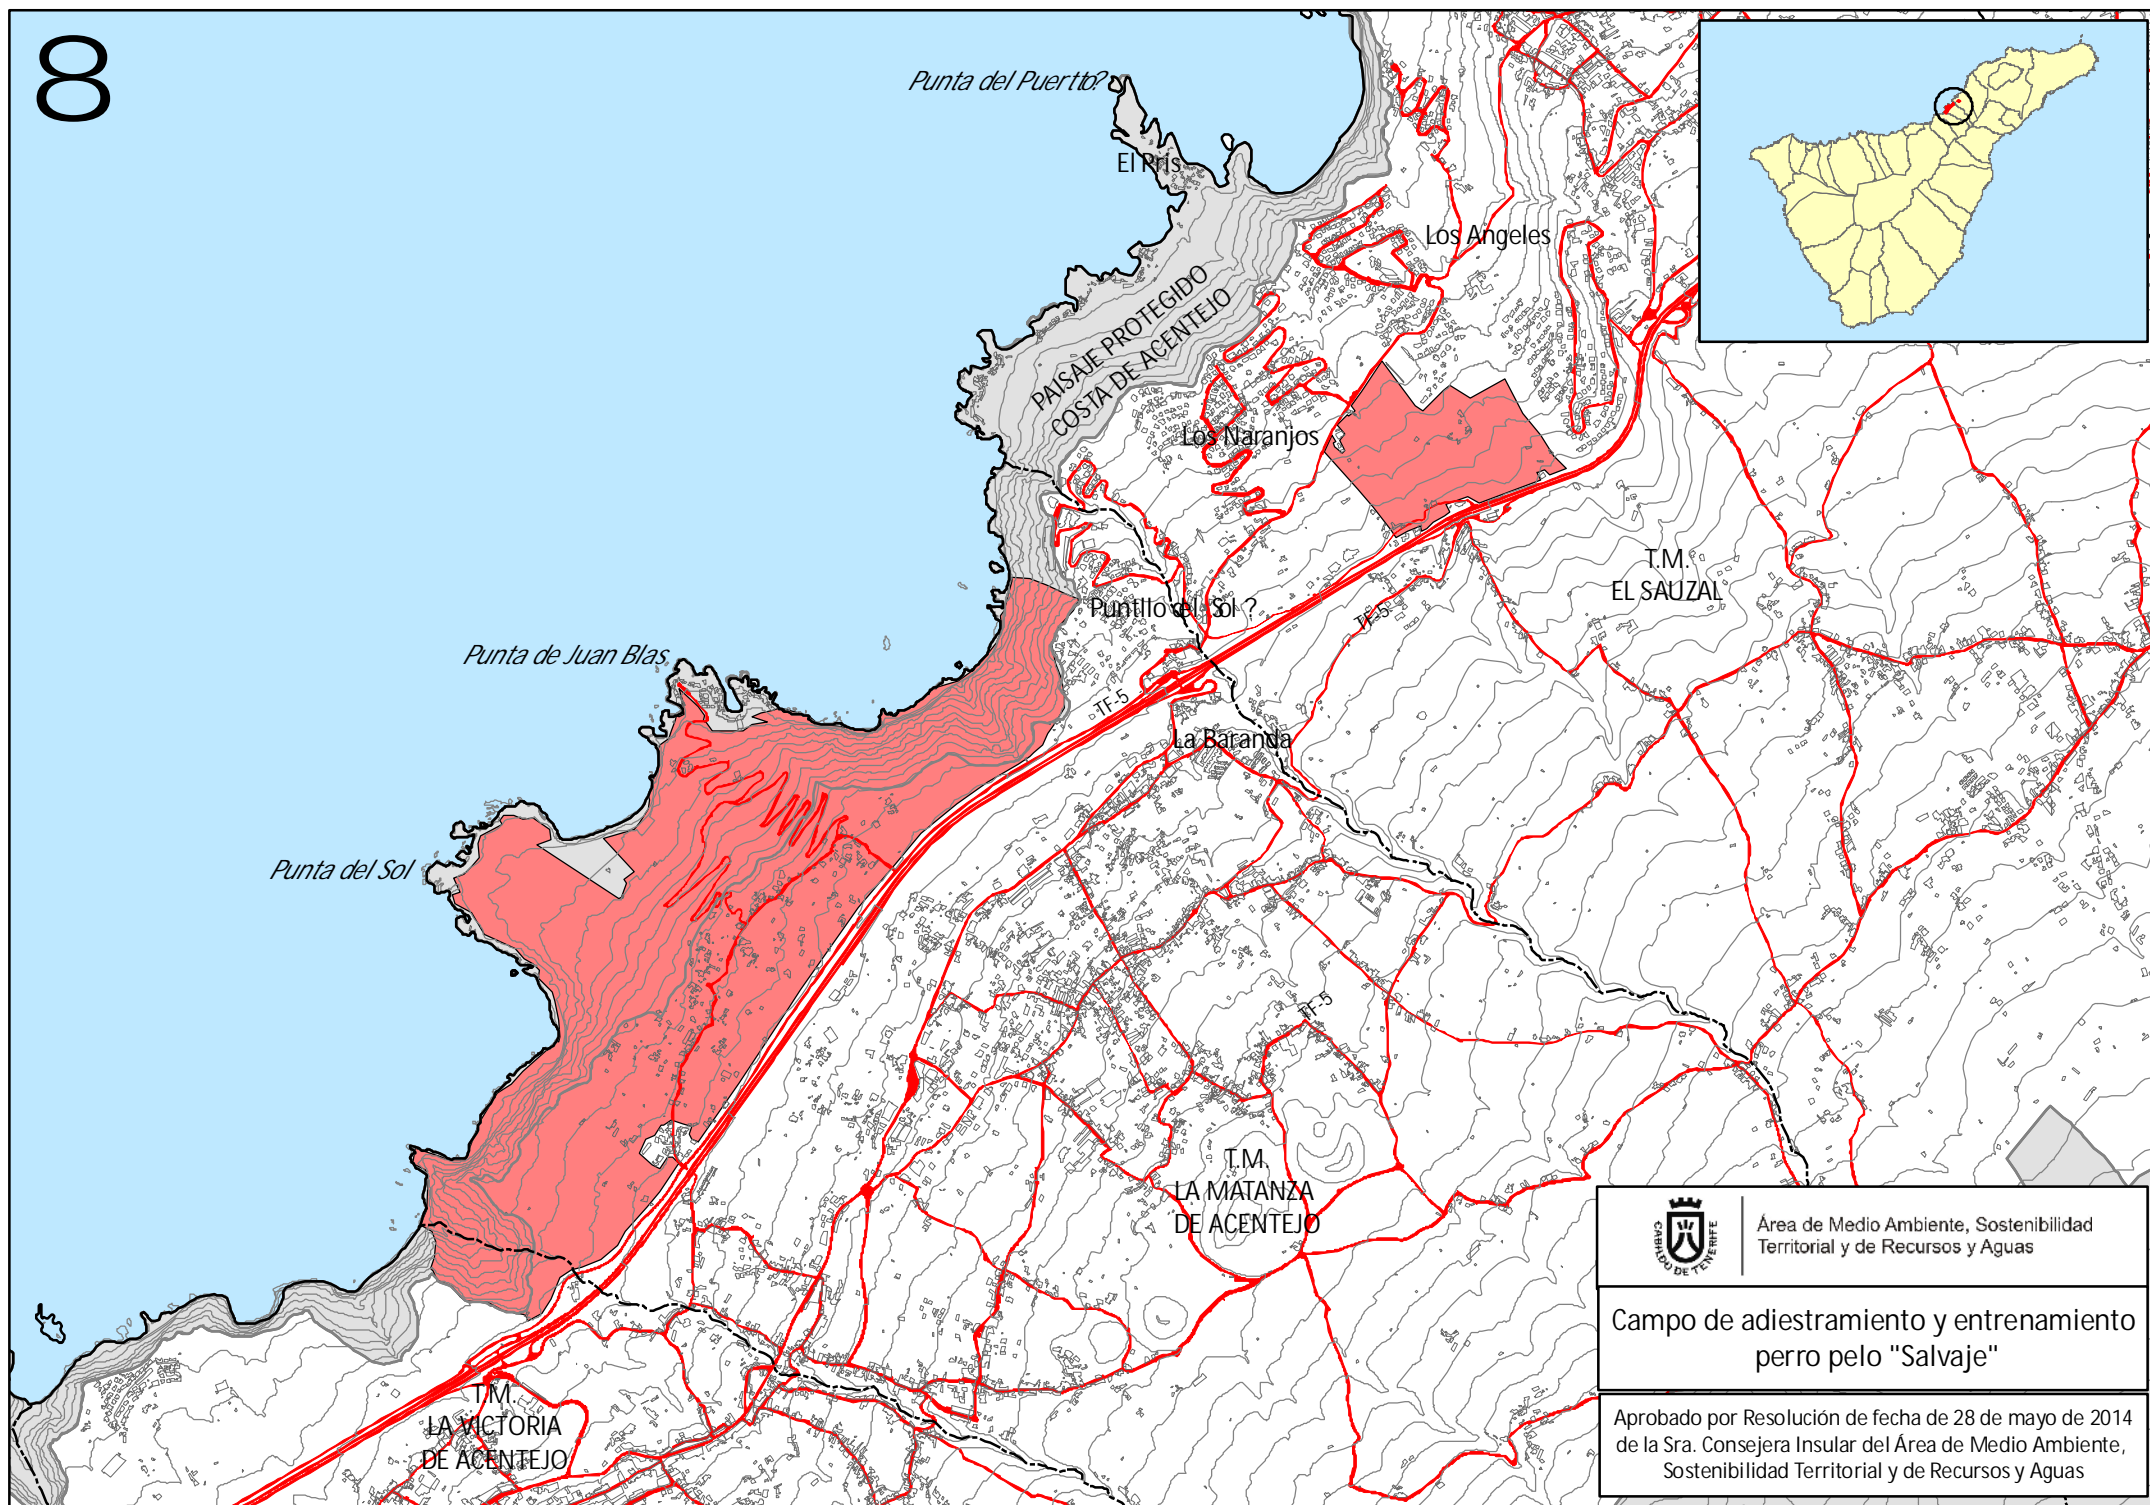 8
Punta del Puertto?
El Pris
Los Angeles
PAISAJE PROTEGIDO
COSTA DE ACENTEJO
Los Naranjos
T.M.
EL SAUZAL
TF-5
Punta de Juan Blas
TF-5
La Baranda
Punta del Sol
TF-5
T.M.
LA MATANZA
DE ACENTEJO
T.M.
LA VICTORIA
DE ACENTEJO
CABILDO DE TENERIFE
Área de Medio Ambiente, Sostenibilidad
Territorial y de Recursos y Aguas
Campo de adiestramiento y entrenamiento
perro pelo "Salvaje"
Aprobado por Resolución de fecha de 28 de mayo de 2014
de la Sra. Consejera Insular del Área de Medio Ambiente,
Sostenibilidad Territorial y de Recursos y Aguas